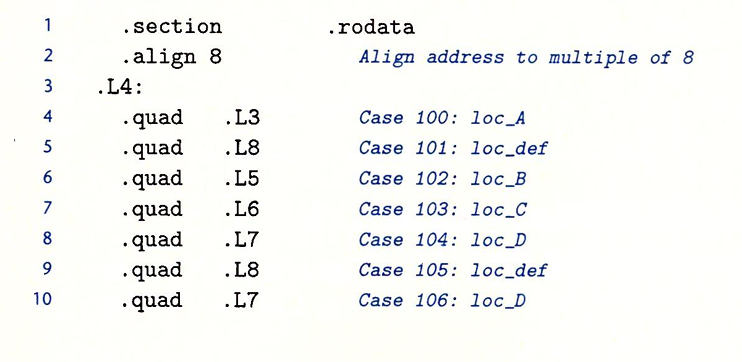 1 .section .rodata
2 .align 8 Align address to multiple of 8
3 .L4:
4 .quad .L3 Case 100: loc_A
5 .quad .L8 Case 101: loc_def
6 .quad .L5 Case 102: loc_B
7 .quad .L6 Case 103: loc_C
8 .quad .L7 Case 104: loc_D
9 .quad .L8 Case 105: loc_def
10 .quad .L7 Case 106: loc_D